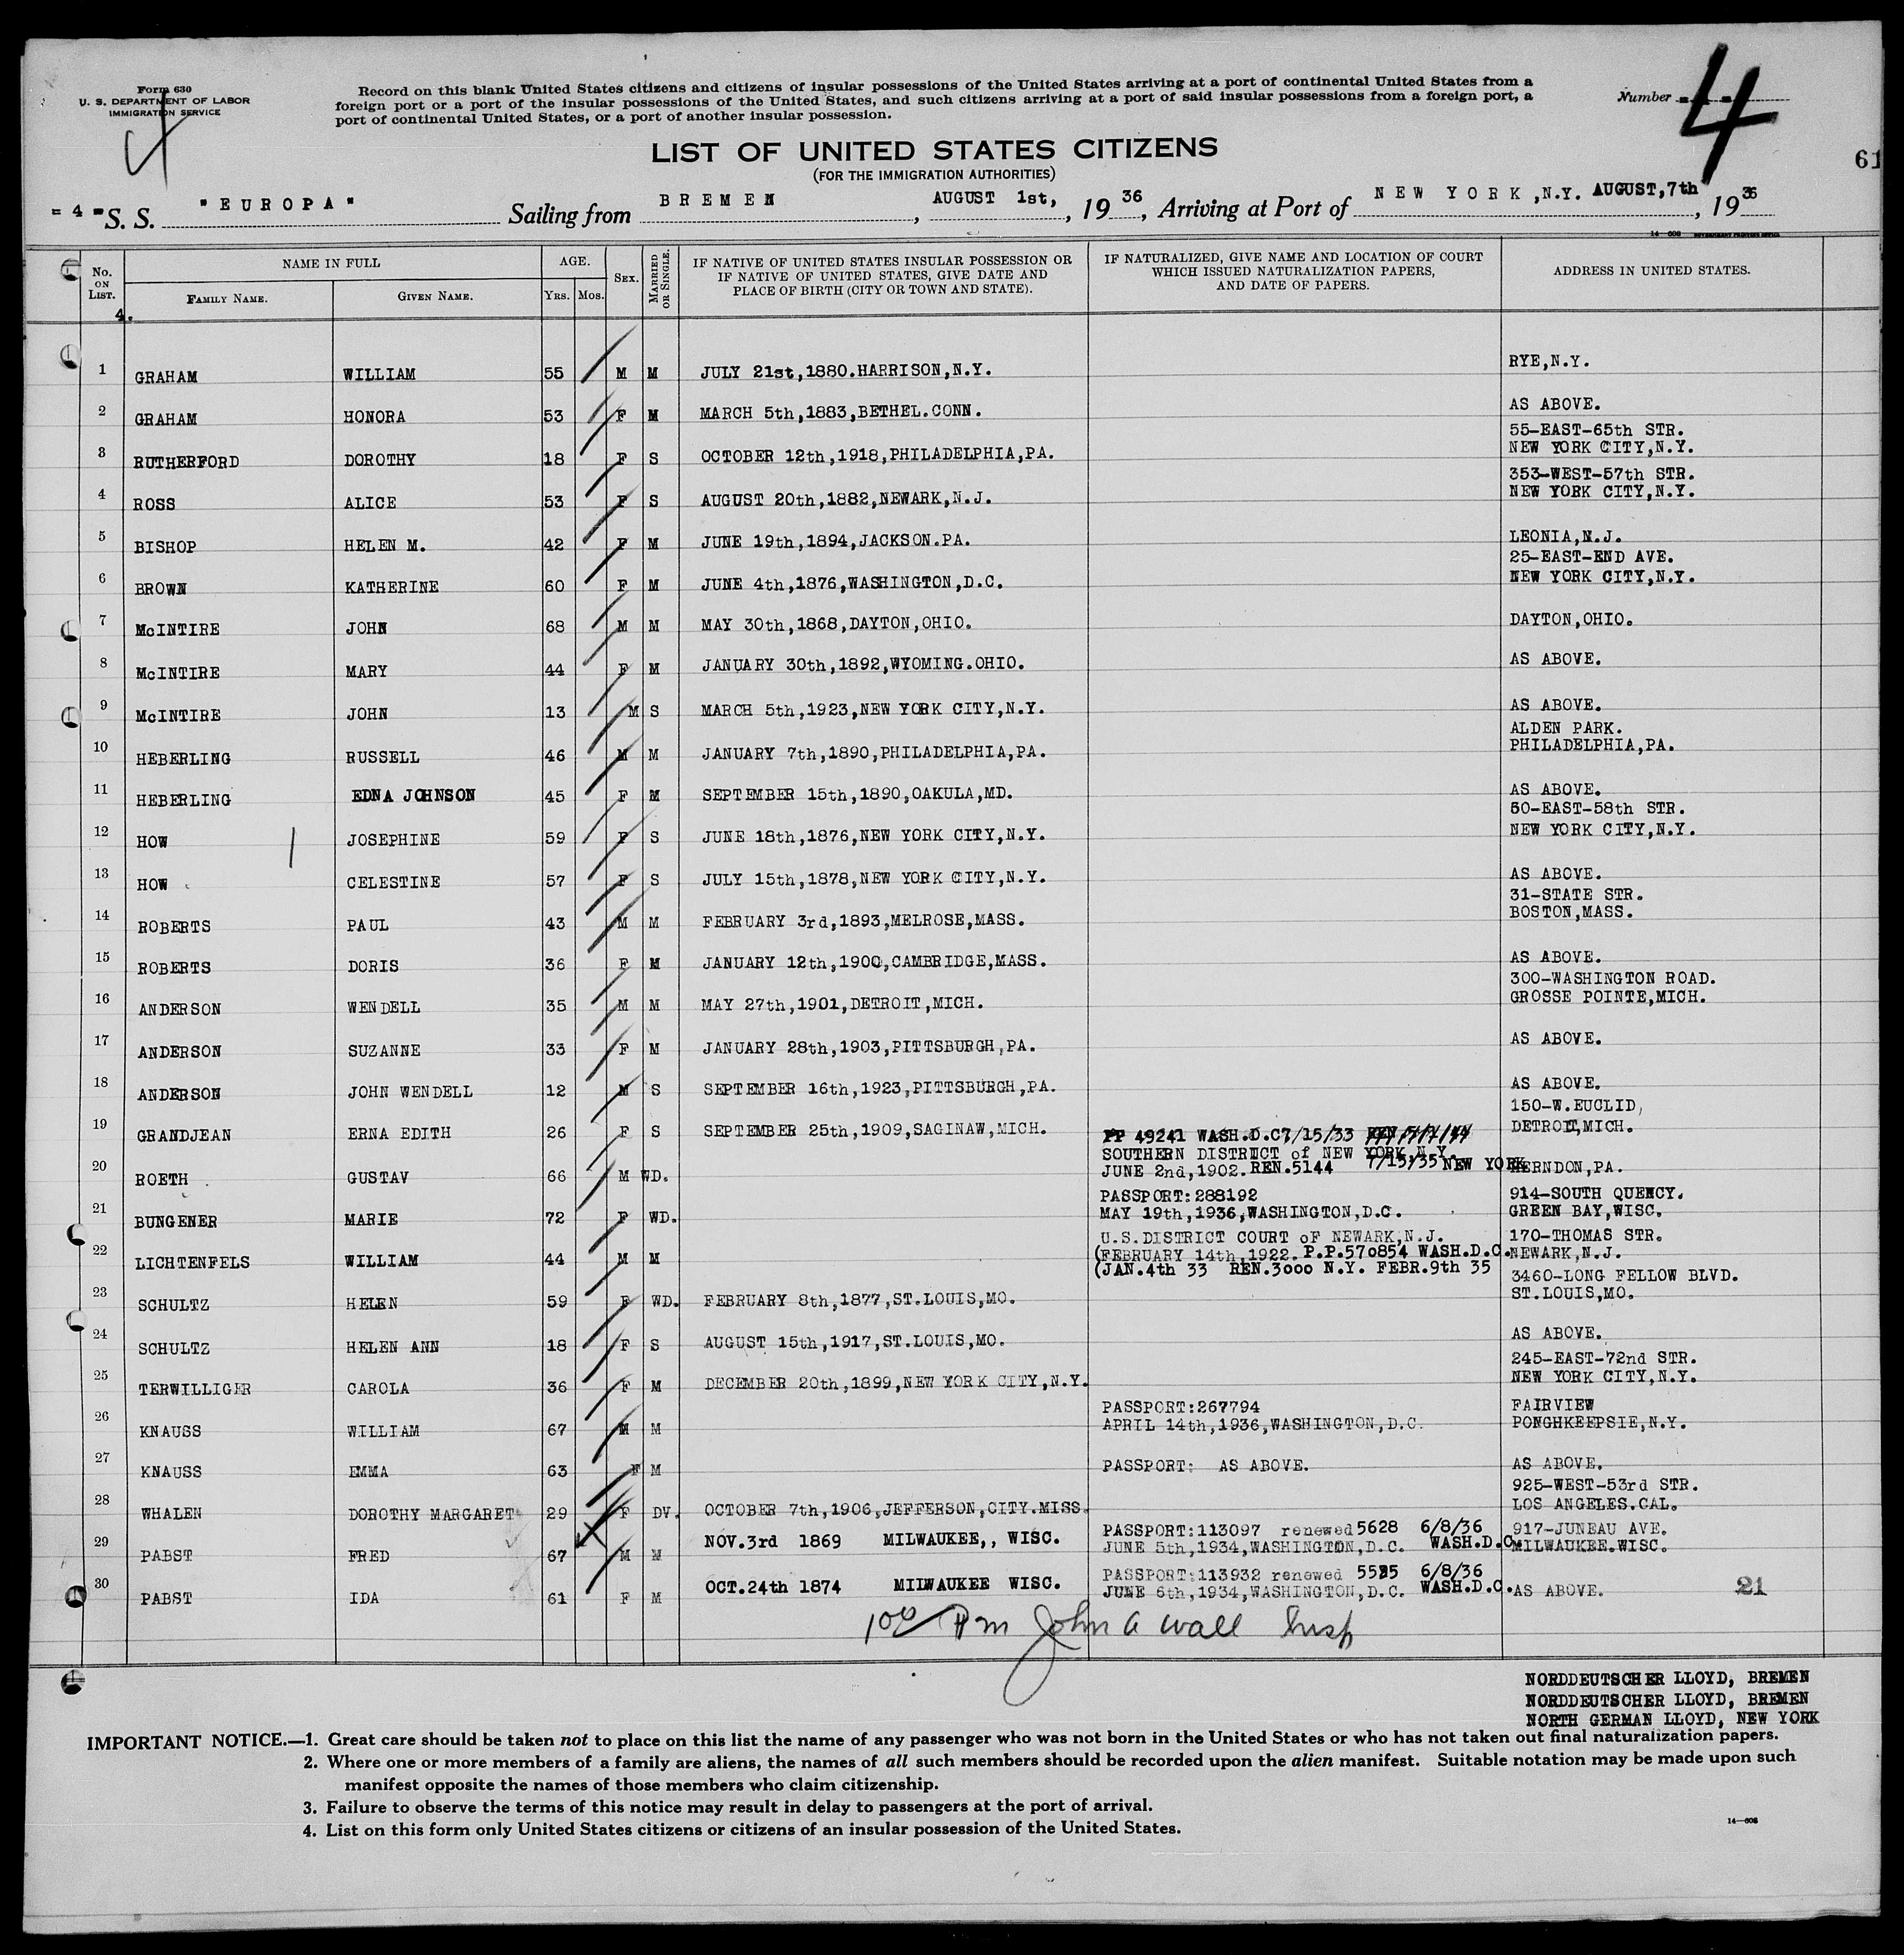 Form 630
U. S. DEPARTMENT OF LABOR
IMMIGRATION SERVICE
4
Record on this blank United States citizens and citizens of insular possessions of the United States arriving at a port of continental United States from a
foreign port or a port of the insular possessions of the United States, and such citizens arriving at a port of said insular possessions from a foreign port, a
port of continental United States, or a port of another insular possession.
Number 4
61
LIST OF UNITED STATES CITIZENS
(FOR THE IMMIGRATION AUTHORITIES)
= 4 = S. S. "EUROPA" Sailing from BREMEN, AUGUST 1st, , 19 36 , Arriving at Port of NEW YORK,N.Y. AUGUST,7th , 19 36
No. ON LIST. NAME IN FULL AGE. SEX. MARRIED OR SINGLE. IF NATIVE OF UNITED STATES INSULAR POSSESSION OR IF NATIVE OF UNITED STATES, GIVE DATE AND PLACE OF BIRTH (CITY OR TOWN AND STATE). IF NATURALIZED, GIVE NAME AND LOCATION OF COURT WHICH ISSUED NATURALIZATION PAPERS, AND DATE OF PAPERS. ADDRESS IN UNITED STATES.
FAMILY NAME. GIVEN NAME. YRS. MOS.
4.
1 GRAHAM WILLIAM 55 M M JULY 21st,1880.HARRISON,N.Y. RYE,N.Y.
2 GRAHAM HONORA 53 F M MARCH 5th,1883,BETHEL.CONN. AS ABOVE.
55-EAST-65th STR.
3 RUTHERFORD DOROTHY 18 F S OCTOBER 12th,1918,PHILADELPHIA,PA. NEW YORK CITY,N.Y.
353-WEST-57th STR.
4 ROSS ALICE 53 F S AUGUST 20th,1882,NEWARK,N.J. NEW YORK CITY,N.Y.
5 BISHOP HELEN M. 42 F M JUNE 19th,1894,JACKSON.PA. LEONIA,N.J.
25-EAST-END AVE.
6 BROWN KATHERINE 60 F M JUNE 4th,1876,WASHINGTON,D.C. NEW YORK CITY,N.Y.
7 McINTIRE JOHN 68 M M MAY 30th,1868,DAYTON,OHIO. DAYTON,OHIO.
8 McINTIRE MARY 44 F M JANUARY 30th,1892,WYOMING.OHIO. AS ABOVE.
9 McINTIRE JOHN 13 M S MARCH 5th,1923,NEW YORK CITY,N.Y. AS ABOVE.
ALDEN PARK.
10 HEBERLING RUSSELL 46 M M JANUARY 7th,1890,PHILADELPHIA,PA. PHILADELPHIA,PA.
11 HEBERLING EDNA JOHNSON 45 F M SEPTEMBER 15th,1890,OAKULA,MD. AS ABOVE.
50-EAST-58th STR.
12 HOW JOSEPHINE 59 F S JUNE 18th,1876,NEW YORK CITY,N.Y. NEW YORK CITY,N.Y.
13 HOW CELESTINE 57 F S JULY 15th,1878,NEW YORK CITY,N.Y. AS ABOVE.
31-STATE STR.
14 ROBERTS PAUL 43 M M FEBRUARY 3rd,1893,MELROSE,MASS. BOSTON,MASS.
15 ROBERTS DORIS 36 F M JANUARY 12th,1900,CAMBRIDGE,MASS. AS ABOVE.
300-WASHINGTON ROAD.
16 ANDERSON WENDELL 35 M M MAY 27th,1901,DETROIT,MICH. GROSSE POINTE,MICH.
17 ANDERSON SUZANNE 33 F M JANUARY 28th,1903,PITTSBURGH,PA. AS ABOVE.
18 ANDERSON JOHN WENDELL 12 M S SEPTEMBER 16th,1923,PITTSBURGH,PA. AS ABOVE.
150-W.EUCLID,
19 GRANDJEAN ERNA EDITH 26 F S SEPTEMBER 25th,1909,SAGINAW,MICH. DETROIT,MICH.
PP 49241 WASH.D.C 7/15/33
SOUTHERN DISTRICT of NEW YORK,N.Y.
20 ROETH GUSTAV 66 M WD. JUNE 2nd,1902.REN.5144 7/15/35 NEW YORK HERNDON,PA.
PASSPORT:288192 914-SOUTH QUENCY.
21 BUNGENER MARIE 72 F WD. MAY 19th,1936,WASHINGTON,D.C. GREEN BAY,WISC.
U.S.DISTRICT COURT oF NEWARK,N.J. 170-THOMAS STR.
22 LICHTENFELS WILLIAM 44 M M (FEBRUARY 14th,1922. P.P.570854 WASH.D.C. NEWARK,N.J.
(JAN.4th 33 REN.3000 N.Y. FEBR.9th 35
3460-LONG FELLOW BLVD.
23 SCHULTZ HELEN 59 F WD. FEBRUARY 8th,1877,ST.LOUIS,MO. ST.LOUIS,MO.
24 SCHULTZ HELEN ANN 18 F S AUGUST 15th,1917,ST.LOUIS,MO. AS ABOVE.
245-EAST-72nd STR.
25 TERWILLIGER CAROLA 36 F M DECEMBER 20th,1899,NEW YORK CITY,N.Y. NEW YORK CITY,N.Y.
PASSPORT:267794 FAIRVIEW
26 KNAUSS WILLIAM 67 M M APRIL 14th,1936,WASHINGTON,D.C. PONGHKEEPSIE,N.Y.
27 KNAUSS EMMA 63 F M PASSPORT: AS ABOVE. AS ABOVE.
925-WEST-53rd STR.
28 WHALEN DOROTHY MARGARET 29 F DV. OCTOBER 7th,1906,JEFFERSON,CITY.MISS. LOS ANGELES.CAL.
PASSPORT:113097 renewed 5628 6/8/36 917-JUNEAU AVE.
29 PABST FRED 67 M M NOV.3rd 1869 MILWAUKEE,, WISC. JUNE 5th,1934,WASHINGTON,D.C. WASH.D.C. MILWAUKEE.WISC.
PASSPORT:113932 renewed 5525 6/8/36
30 PABST IDA 61 F M OCT.24th 1874 MILWAUKEE WISC. JUNE 6th,1934,WASHINGTON,D.C. WASH.D.C. AS ABOVE. 21
100 Pm John A Wall Insp
NORDDEUTSCHER LLOYD, BREMEN
NORDDEUTSCHER LLOYD, BREMEN
NORTH GERMAN LLOYD, NEW YORK
IMPORTANT NOTICE.—1. Great care should be taken not to place on this list the name of any passenger who was not born in the United States or who has not taken out final naturalization papers.
2. Where one or more members of a family are aliens, the names of all such members should be recorded upon the alien manifest. Suitable notation may be made upon such
manifest opposite the names of those members who claim citizenship.
3. Failure to observe the terms of this notice may result in delay to passengers at the port of arrival.
4. List on this form only United States citizens or citizens of an insular possession of the United States.
14—608